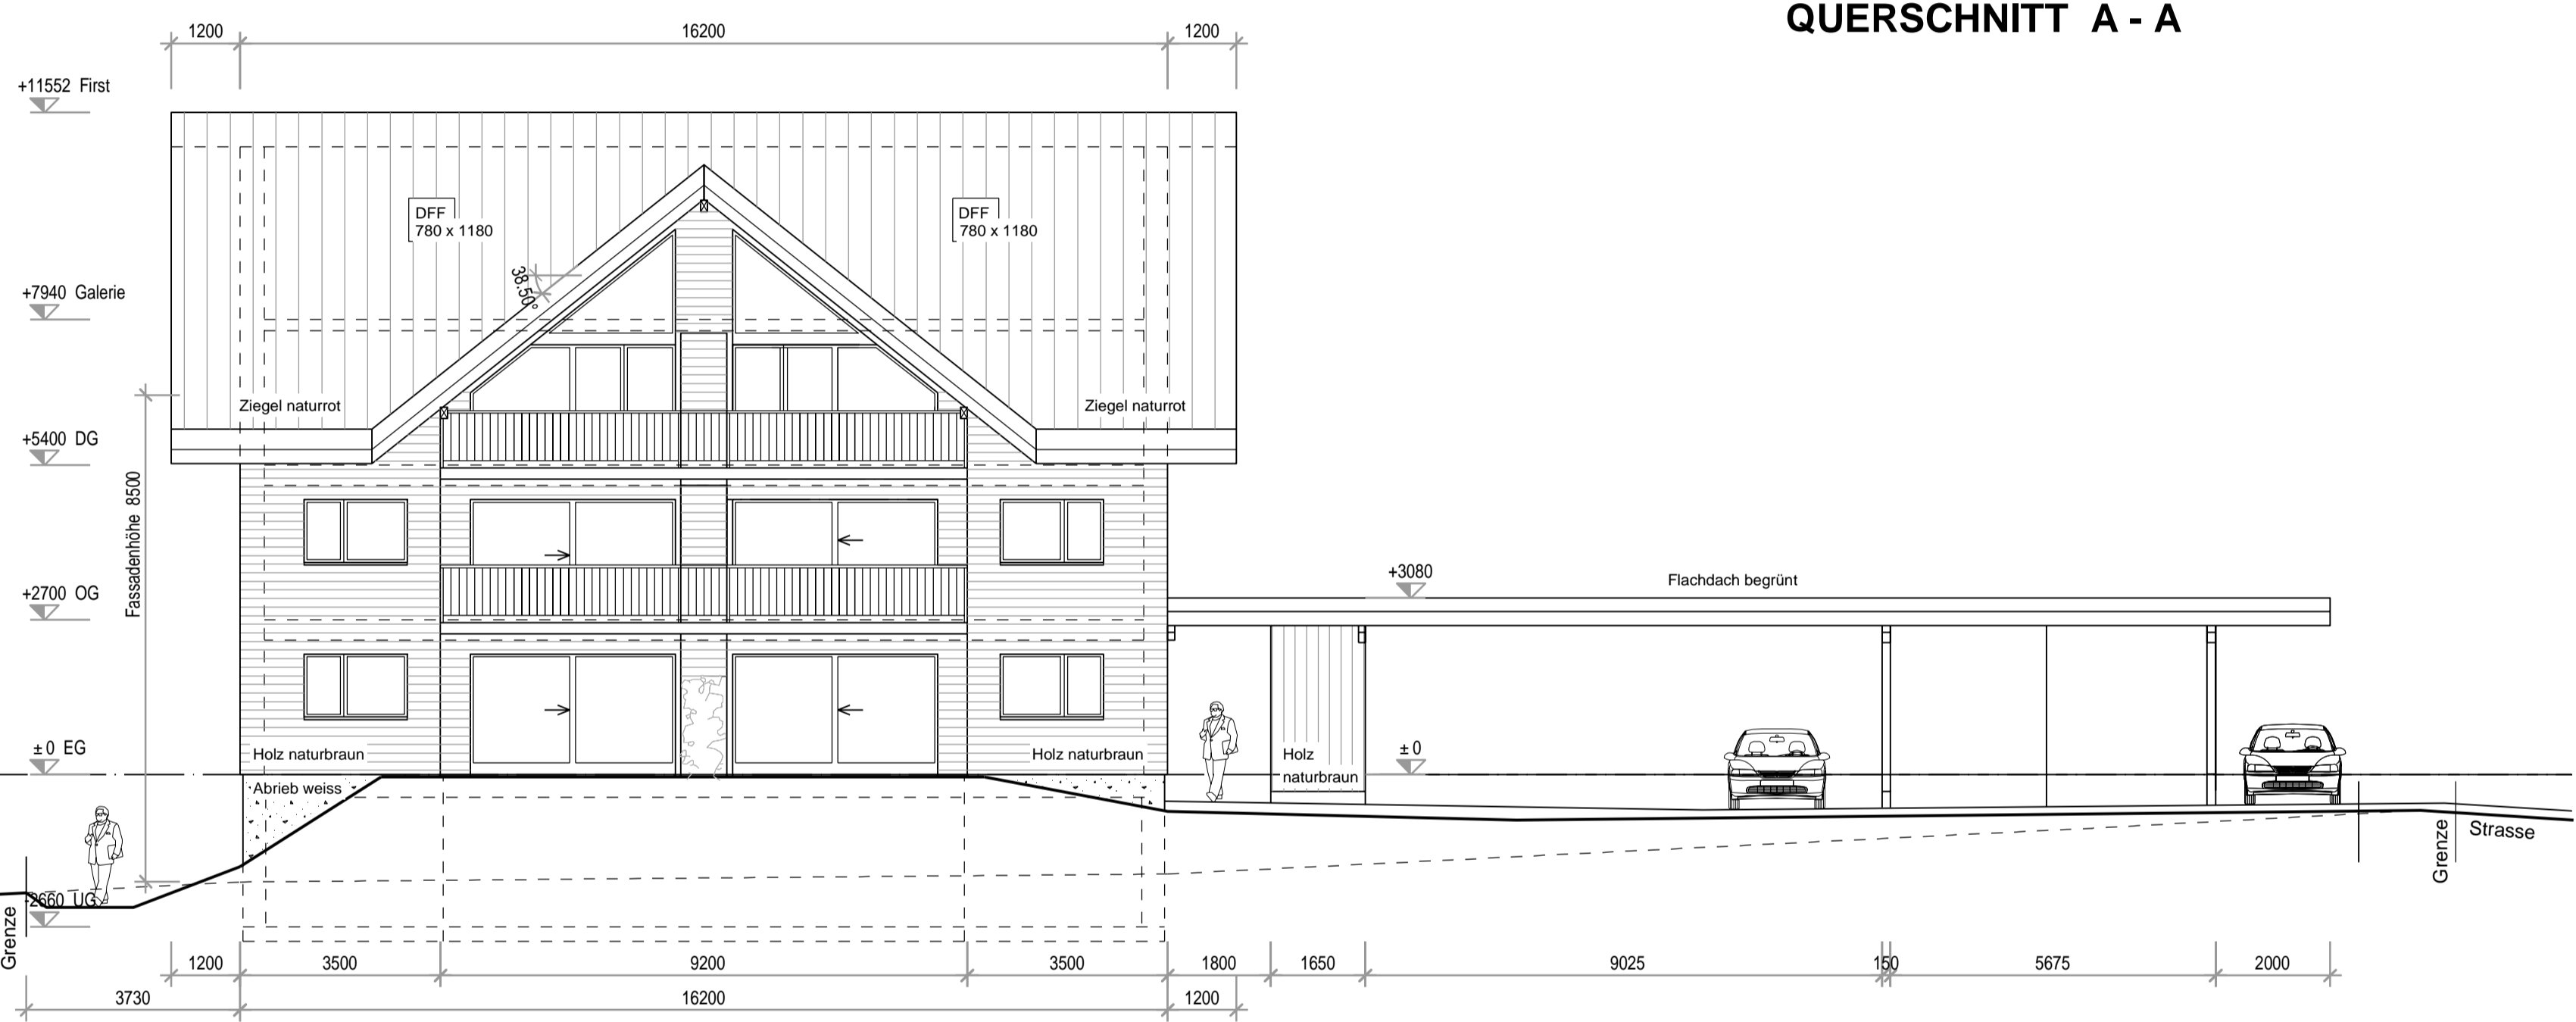 QUERSCHNITT A - A
1200
16200
1200
+11552 First
DFF
780 x 1180
DFF
780 x 1180
38.50°
+7940 Galerie
Ziegel naturrot
Ziegel naturrot
+5400 DG
Fassadenhöhe 8500
+3080
Flachdach begrünt
+2700 OG
±0 EG
Holz naturbraun
Holz naturbraun
Holz
naturbraun
±0
Abrieb weiss
Grenze
Strasse
-2660 UG
Grenze
1200
3500
9200
3500
1800
1650
9025
150
5675
2000
3730
16200
1200